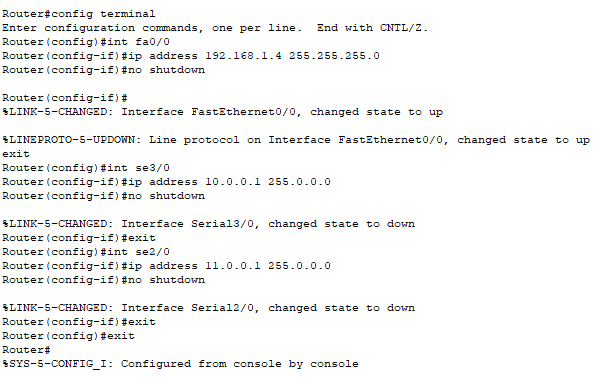 Router#config terminal
Enter configuration commands, one per line.  End with CNTL/Z.
Router(config)#int fa0/0
Router(config-if)#ip address 192.168.1.4 255.255.255.0
Router(config-if)#no shutdown
Router(config-if)#
%LINK-5-CHANGED: Interface FastEthernet0/0, changed state to up
%LINEPROTO-5-UPDOWN: Line protocol on Interface FastEthernet0/0, changed state to up
exit
Router(config)#int se3/0
Router(config-if)#ip address 10.0.0.1 255.0.0.0
Router(config-if)#no shutdown
%LINK-5-CHANGED: Interface Serial3/0, changed state to down
Router(config-if)#exit
Router(config)#int se2/0
Router(config-if)#ip address 11.0.0.1 255.0.0.0
Router(config-if)#no shutdown
%LINK-5-CHANGED: Interface Serial2/0, changed state to down
Router(config-if)#exit
Router(config)#exit
Router#
%SYS-5-CONFIG_I: Configured from console by console